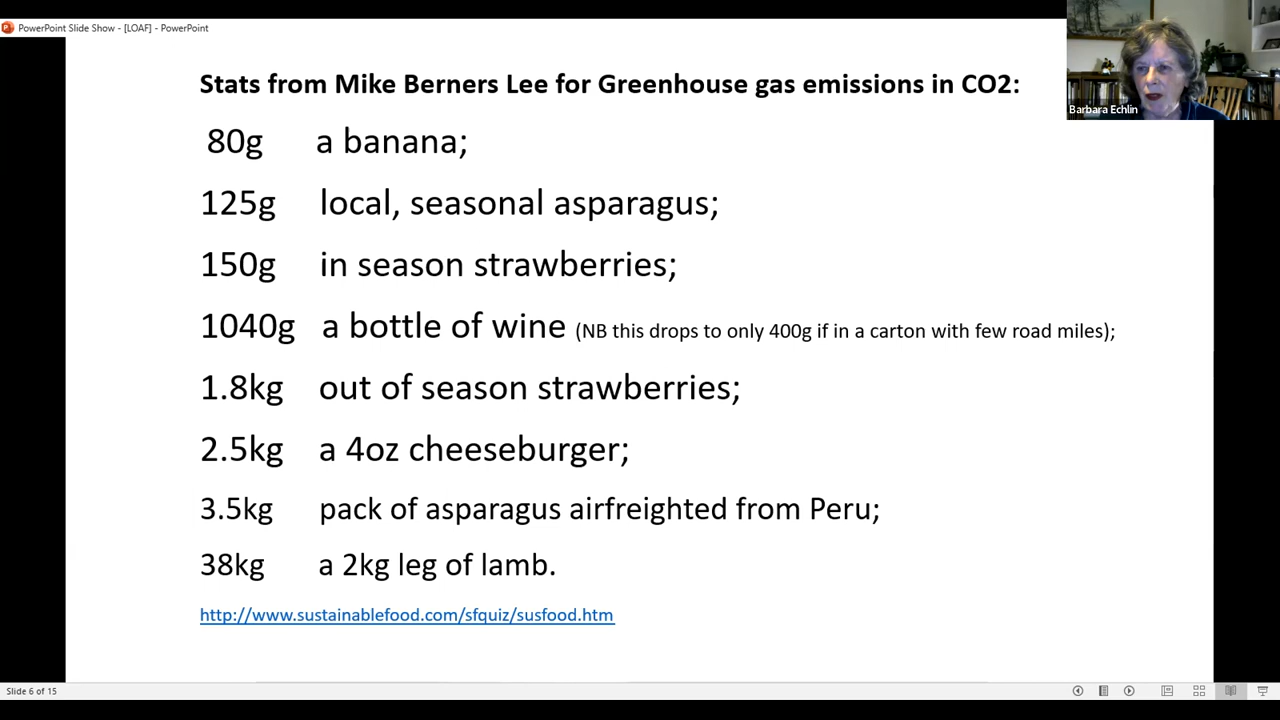 PowerPoint Slide Show - [LOAF] - PowerPoint
Barbara Echlin
Stats from Mike Berners Lee for Greenhouse gas emissions in CO2:
80g a banana;
125g local, seasonal asparagus;
150g in season strawberries;
1040g a bottle of wine (NB this drops to only 400g if in a carton with few road miles);
1.8kg out of season strawberries;
2.5kg a 4oz cheeseburger;
3.5kg pack of asparagus airfreighted from Peru;
38kg a 2kg leg of lamb.
http://www.sustainablefood.com/sfquiz/susfood.htm
Slide 6 of 15